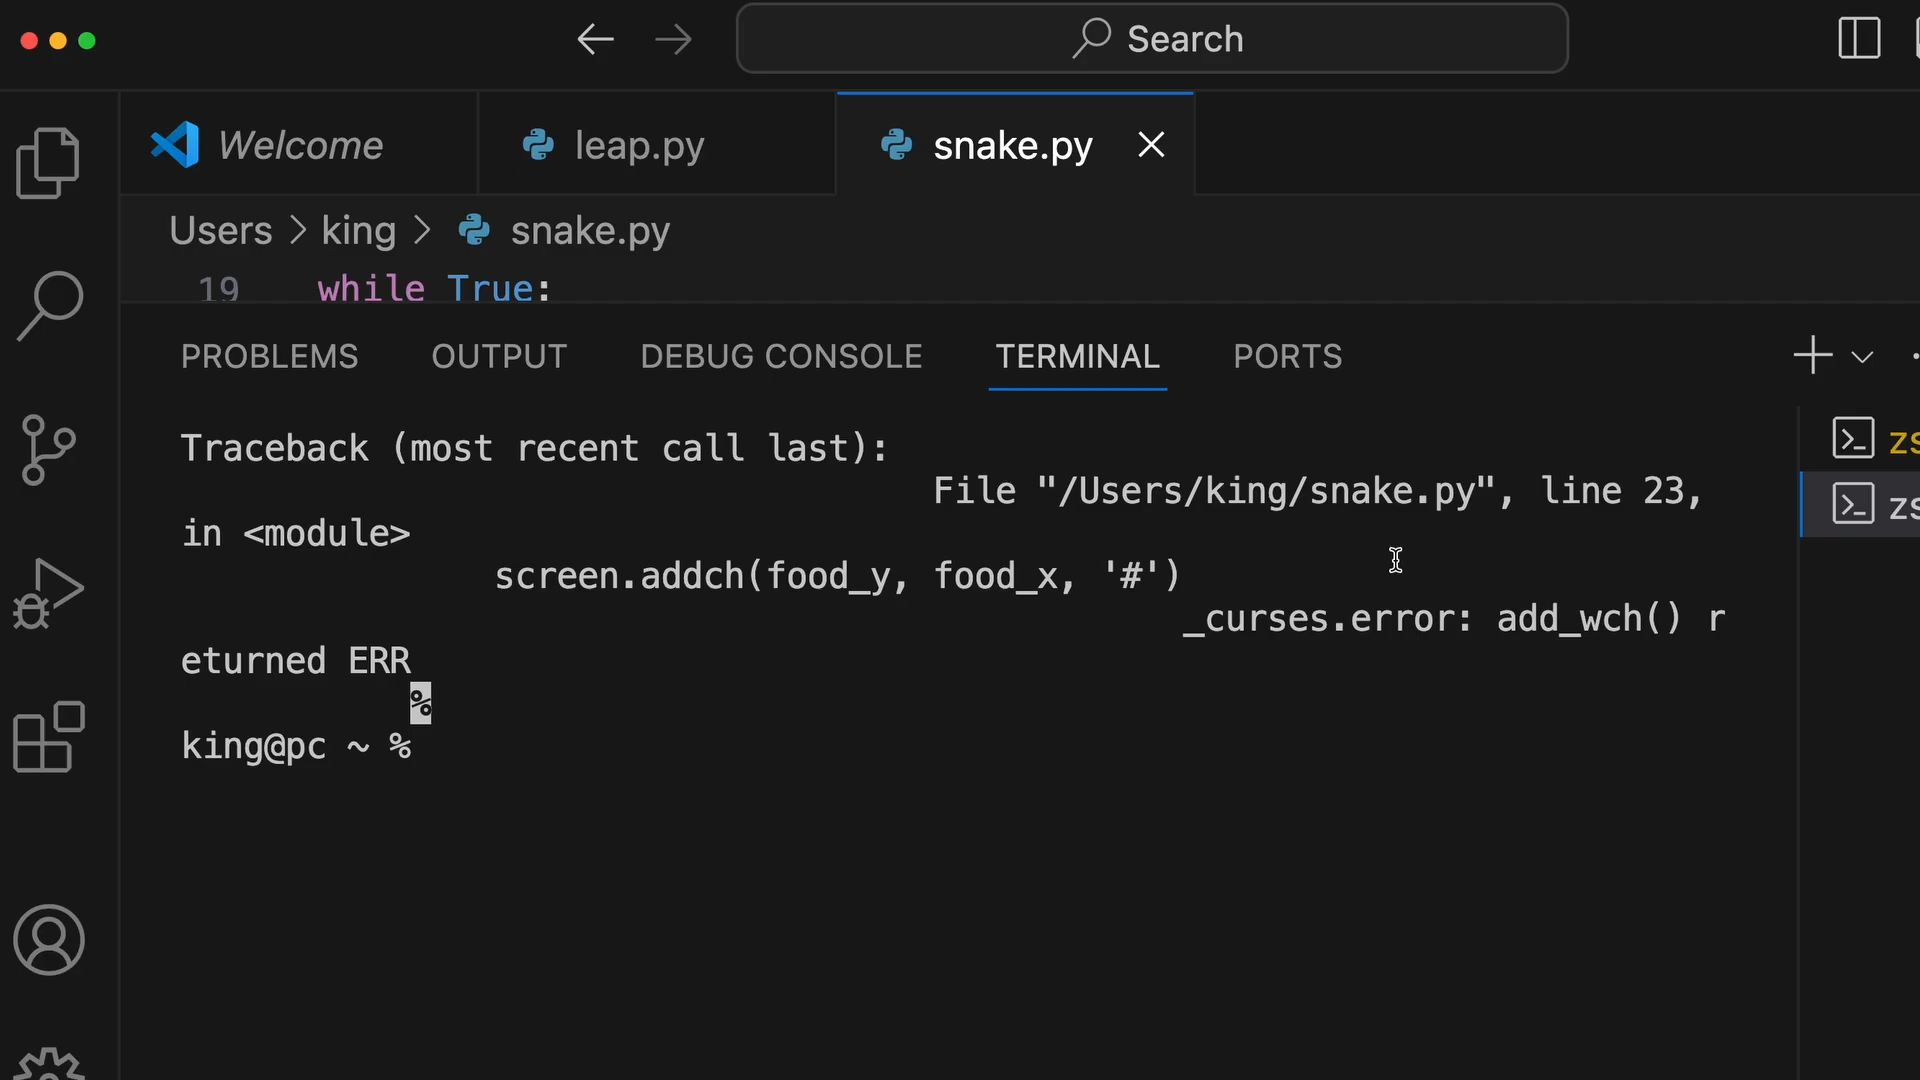 Search
Welcome
leap.py
snake.py
Users > king > snake.py
19 while True:
PROBLEMS OUTPUT DEBUG CONSOLE TERMINAL PORTS
Traceback (most recent call last):
File "/Users/king/snake.py", line 23,
in <module>
screen.addch(food_y, food_x, '#')
_curses.error: add_wch() r
eturned ERR
%
king@pc ~ %
zs
zs